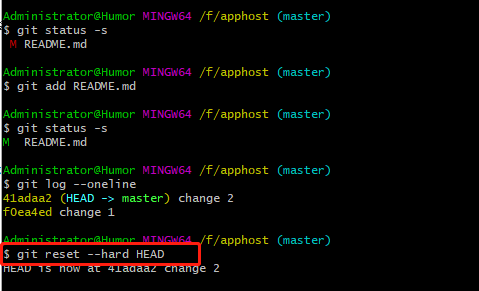 Administrator@Humor MINGW64 /f/apphost (master)
$ git status -s
 M README.md
Administrator@Humor MINGW64 /f/apphost (master)
$ git add README.md
Administrator@Humor MINGW64 /f/apphost (master)
$ git status -s
M  README.md
Administrator@Humor MINGW64 /f/apphost (master)
$ git log --oneline
41adaa2 (HEAD -> master) change 2
f0ea4ed change 1
Administrator@Humor MINGW64 /f/apphost (master)
$ git reset --hard HEAD
HEAD is now at 41adaa2 change 2